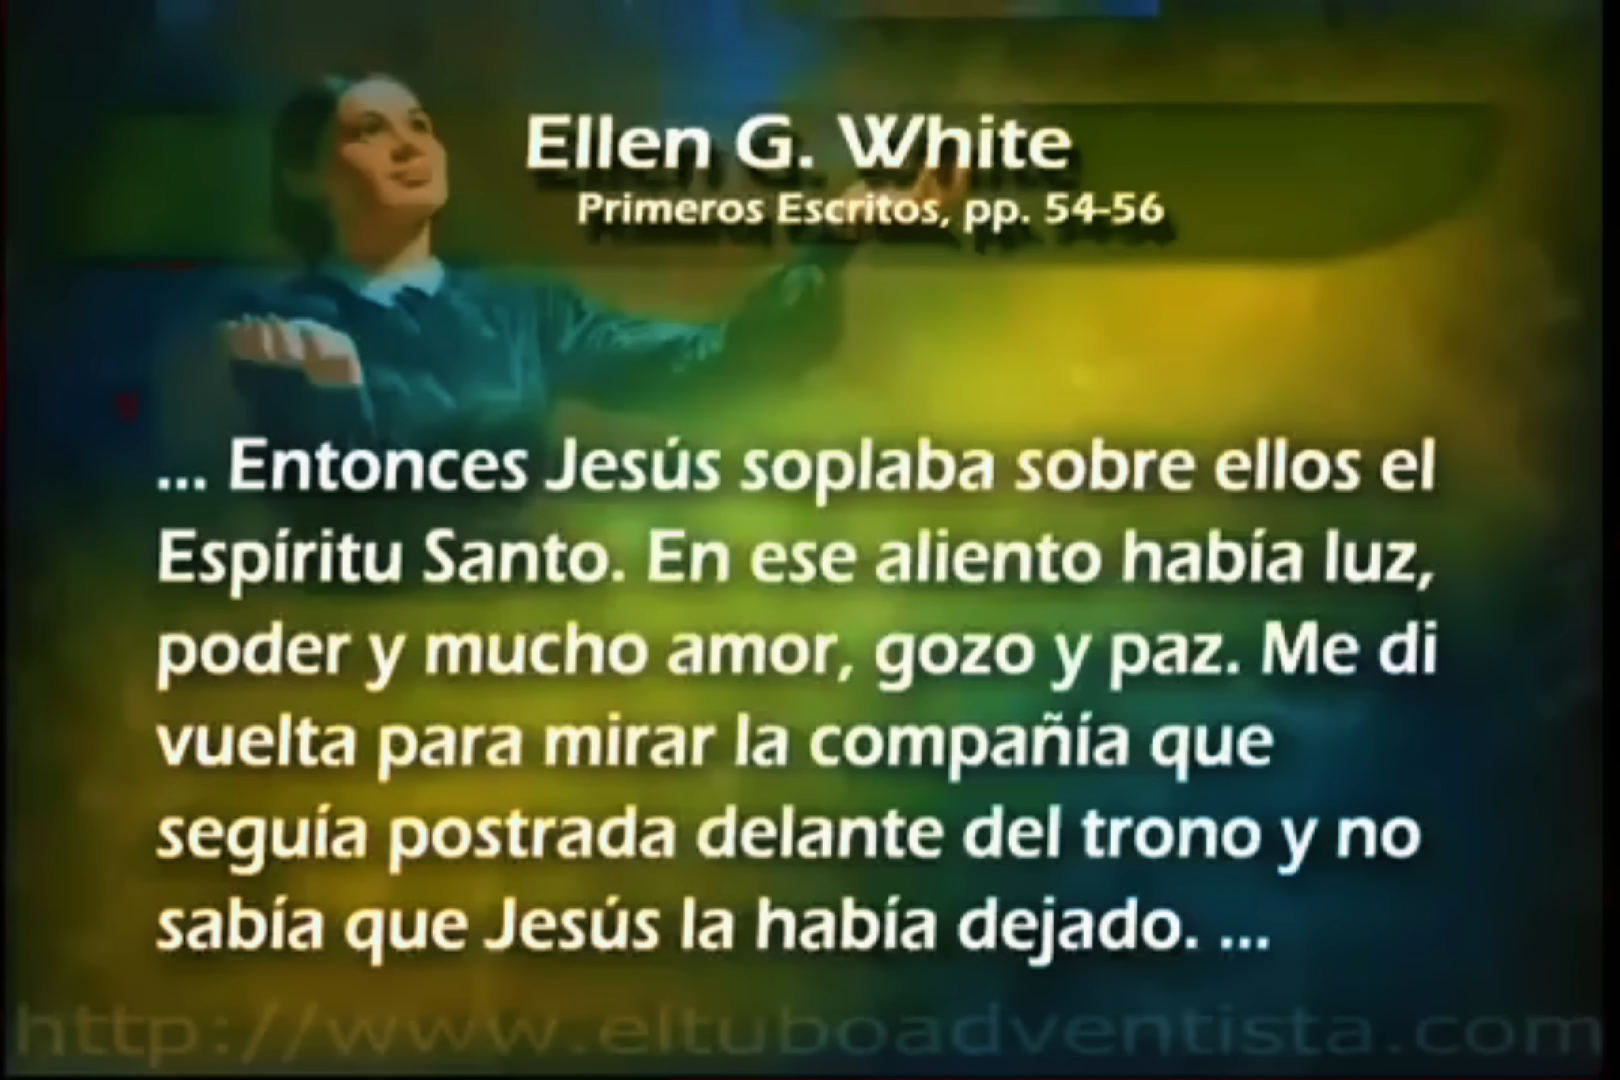 Ellen G. White
Primeros Escritos, pp. 54-56
... Entonces Jesús soplaba sobre ellos el
Espíritu Santo. En ese aliento había luz,
poder y mucho amor, gozo y paz. Me di
vuelta para mirar la compañía que
seguía postrada delante del trono y no
sabía que Jesús la había dejado. ...
http://www.eltuboadventista.com